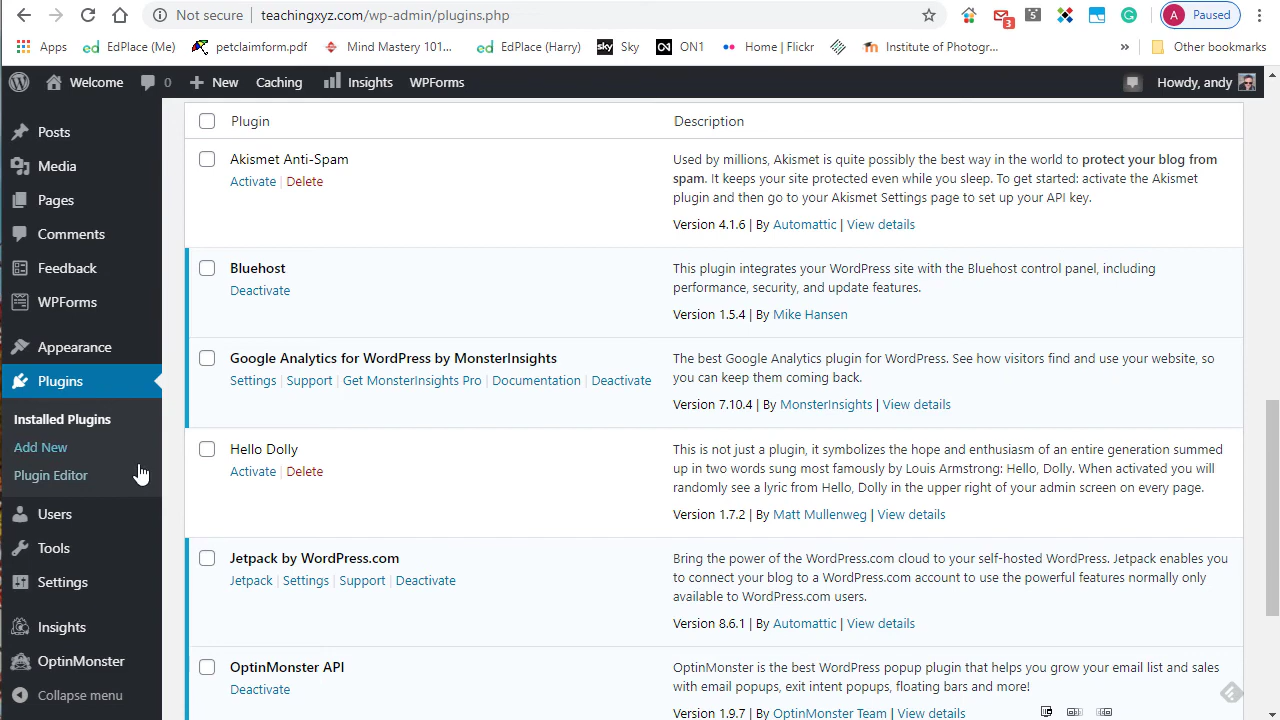 Not secure | teachingxyz.com/wp-admin/plugins.php
3
5
A Paused
Apps EdPlace (Me) petclaimform.pdf Mind Mastery 101... EdPlace (Harry) sky Sky ON1 Home | Flickr Institute of Photogr... » Other bookmarks
Welcome 0 New Caching Insights WPForms Howdy, andy
Posts
Media
Pages
Comments
Feedback
WPForms
Appearance
Plugins
Installed Plugins
Add New
Plugin Editor
Users
Tools
Settings
Insights
OptinMonster
Collapse menu
Plugin Description
Akismet Anti-Spam
Activate | Delete
Used by millions, Akismet is quite possibly the best way in the world to protect your blog from
spam. It keeps your site protected even while you sleep. To get started: activate the Akismet
plugin and then go to your Akismet Settings page to set up your API key.
Version 4.1.6 | By Automattic | View details
Bluehost
Deactivate
This plugin integrates your WordPress site with the Bluehost control panel, including
performance, security, and update features.
Version 1.5.4 | By Mike Hansen
Google Analytics for WordPress by MonsterInsights
Settings | Support | Get MonsterInsights Pro | Documentation | Deactivate
The best Google Analytics plugin for WordPress. See how visitors find and use your website, so
you can keep them coming back.
Version 7.10.4 | By MonsterInsights | View details
Hello Dolly
Activate | Delete
This is not just a plugin, it symbolizes the hope and enthusiasm of an entire generation summed
up in two words sung most famously by Louis Armstrong: Hello, Dolly. When activated you will
randomly see a lyric from Hello, Dolly in the upper right of your admin screen on every page.
Version 1.7.2 | By Matt Mullenweg | View details
Jetpack by WordPress.com
Jetpack | Settings | Support | Deactivate
Bring the power of the WordPress.com cloud to your self-hosted WordPress. Jetpack enables you
to connect your blog to a WordPress.com account to use the powerful features normally only
available to WordPress.com users.
Version 8.6.1 | By Automattic | View details
OptinMonster API
Deactivate
OptinMonster is the best WordPress popup plugin that helps you grow your email list and sales
with email popups, exit intent popups, floating bars and more!
Version 1.9.7 | By OptinMonster Team | View details